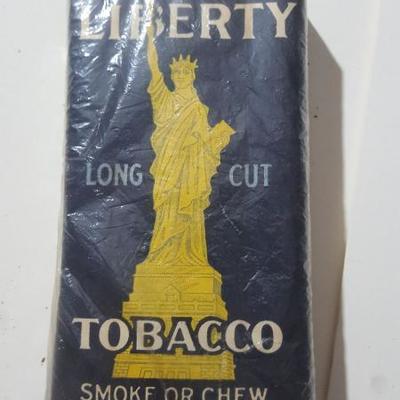 LIBERTY
LONG CUT
TOBACCO
SMOKE OR CHEW